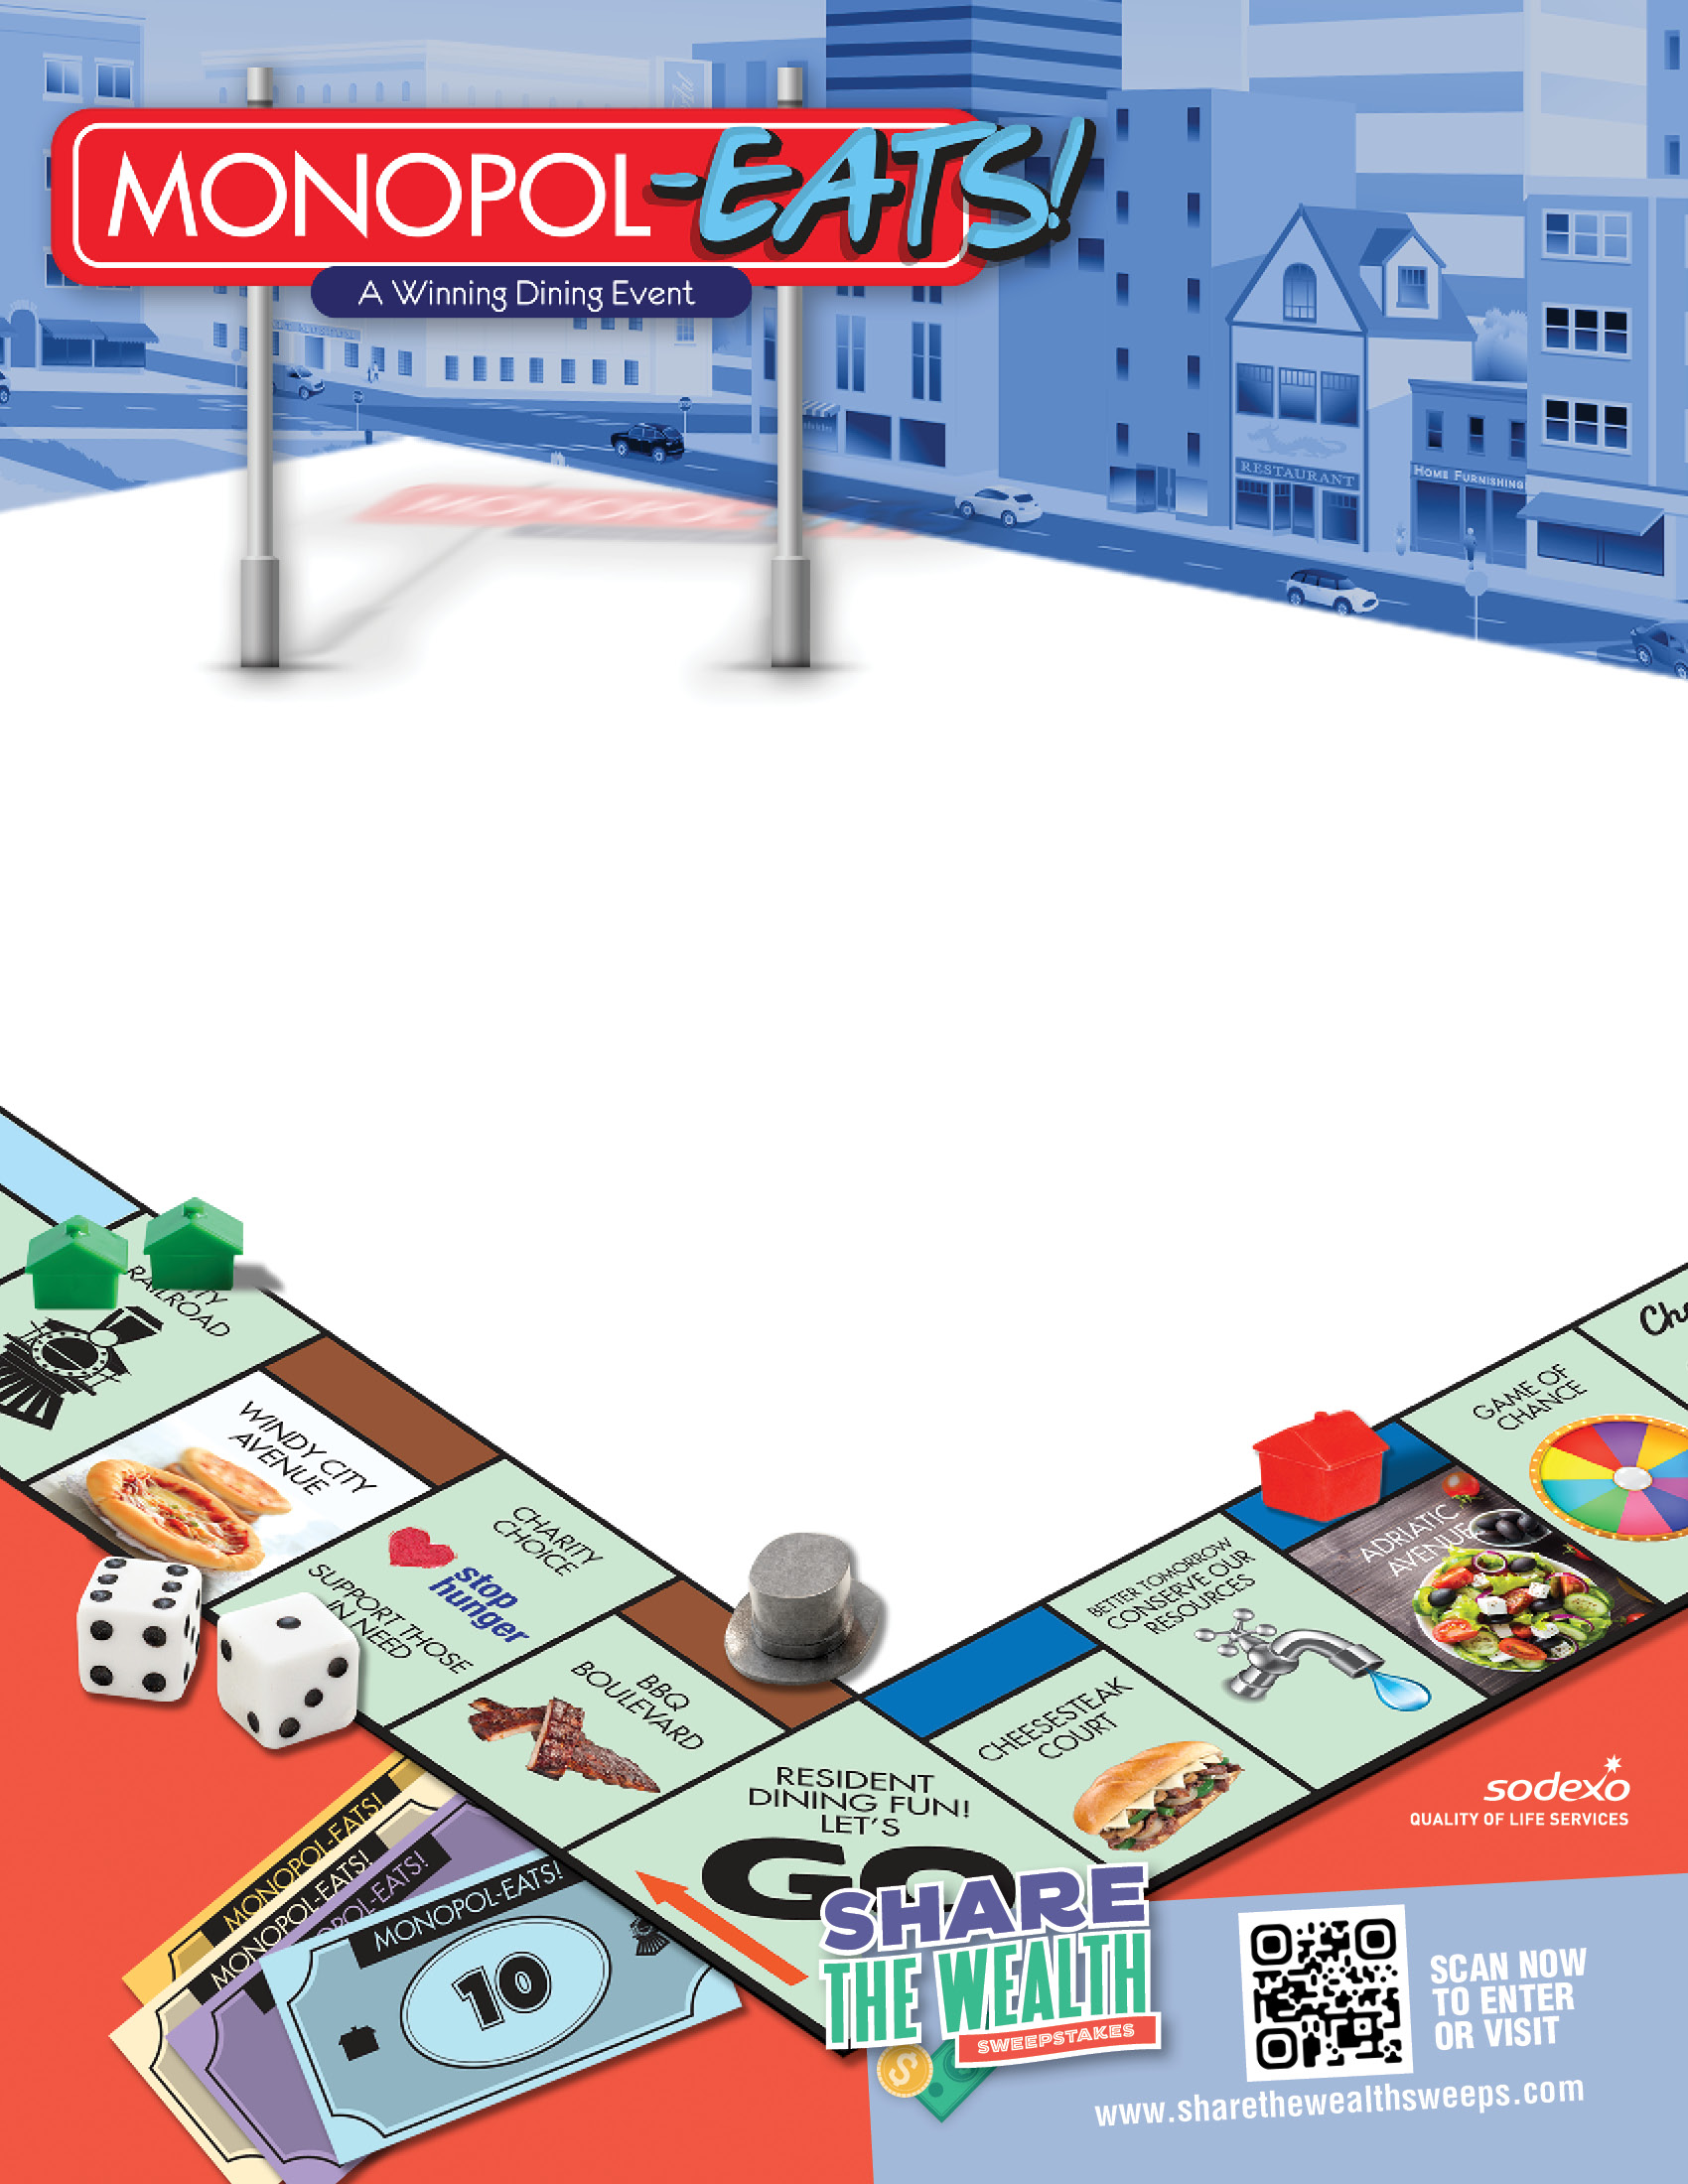 MONOPOL-EATS!
A Winning Dining Event
RESTAURANT
HOME FURNISHING
MONOPOL
RAILROAD
WINDY CITY
AVENUE
CHARITY
CHOICE
stop
hunger
SUPPORT THOSE
IN NEED
BBQ
BOULEVARD
RESIDENT
DINING FUN!
LET'S
GO
CHEESESTEAK
COURT
BETTER TOMORROW
CONSERVE OUR
RESOURCES
ADRIATIC
AVENUE
GAME OF
CHANCE
MONOPOL-EATS!
MONOPOL-EATS!
POL-EATS!
MONOPOL-EATS!
10
SHARE
THE WEALTH
SWEEPSTAKES
$
sodexo
QUALITY OF LIFE SERVICES
SCAN NOW
TO ENTER
OR VISIT
www.sharethewealthsweeps.com